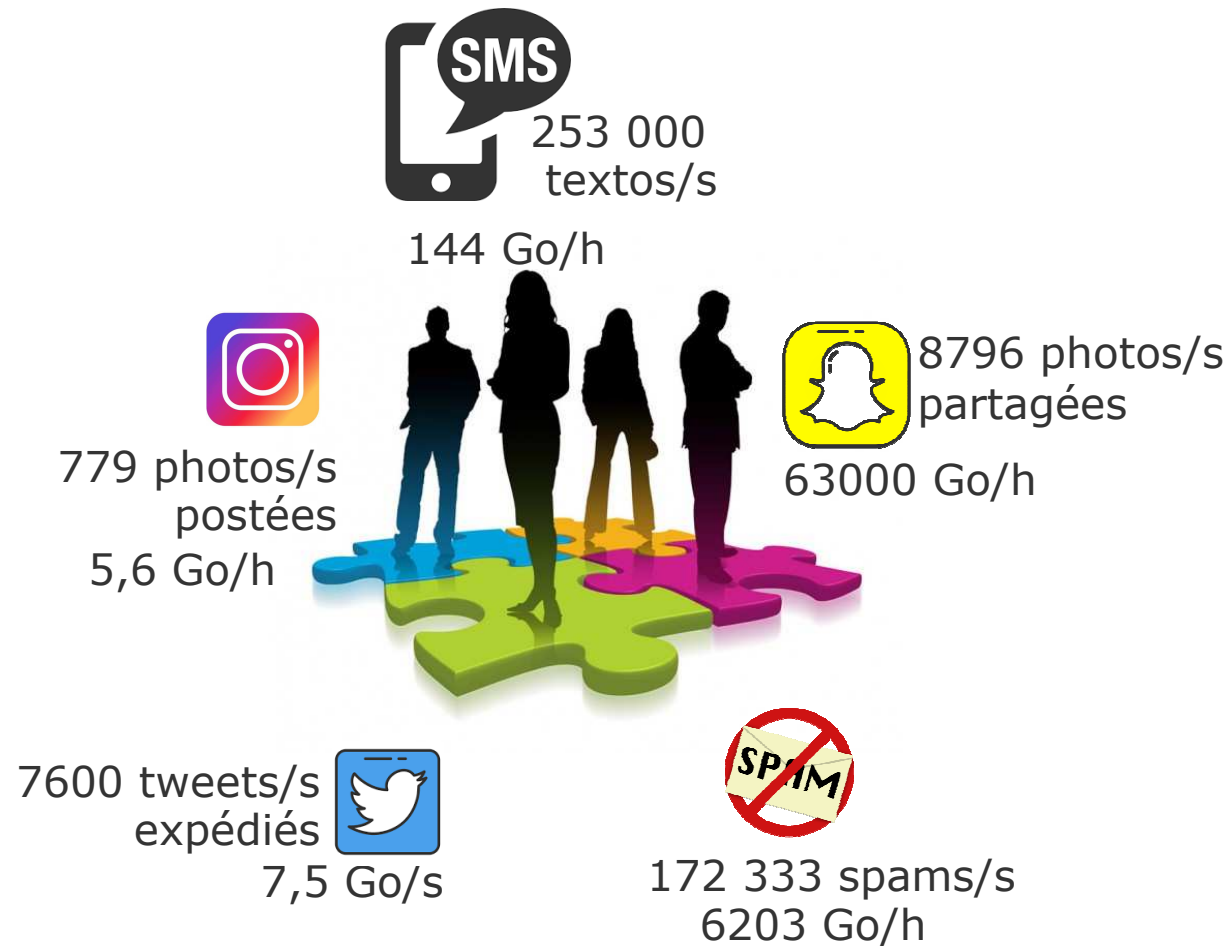 SMS
253 000
textos/s
144 Go/h
8796 photos/s
partagées
63000 Go/h
779 photos/s
postées
5,6 Go/h
7600 tweets/s
expédiés
7,5 Go/s
SPAM
172 333 spams/s
6203 Go/h